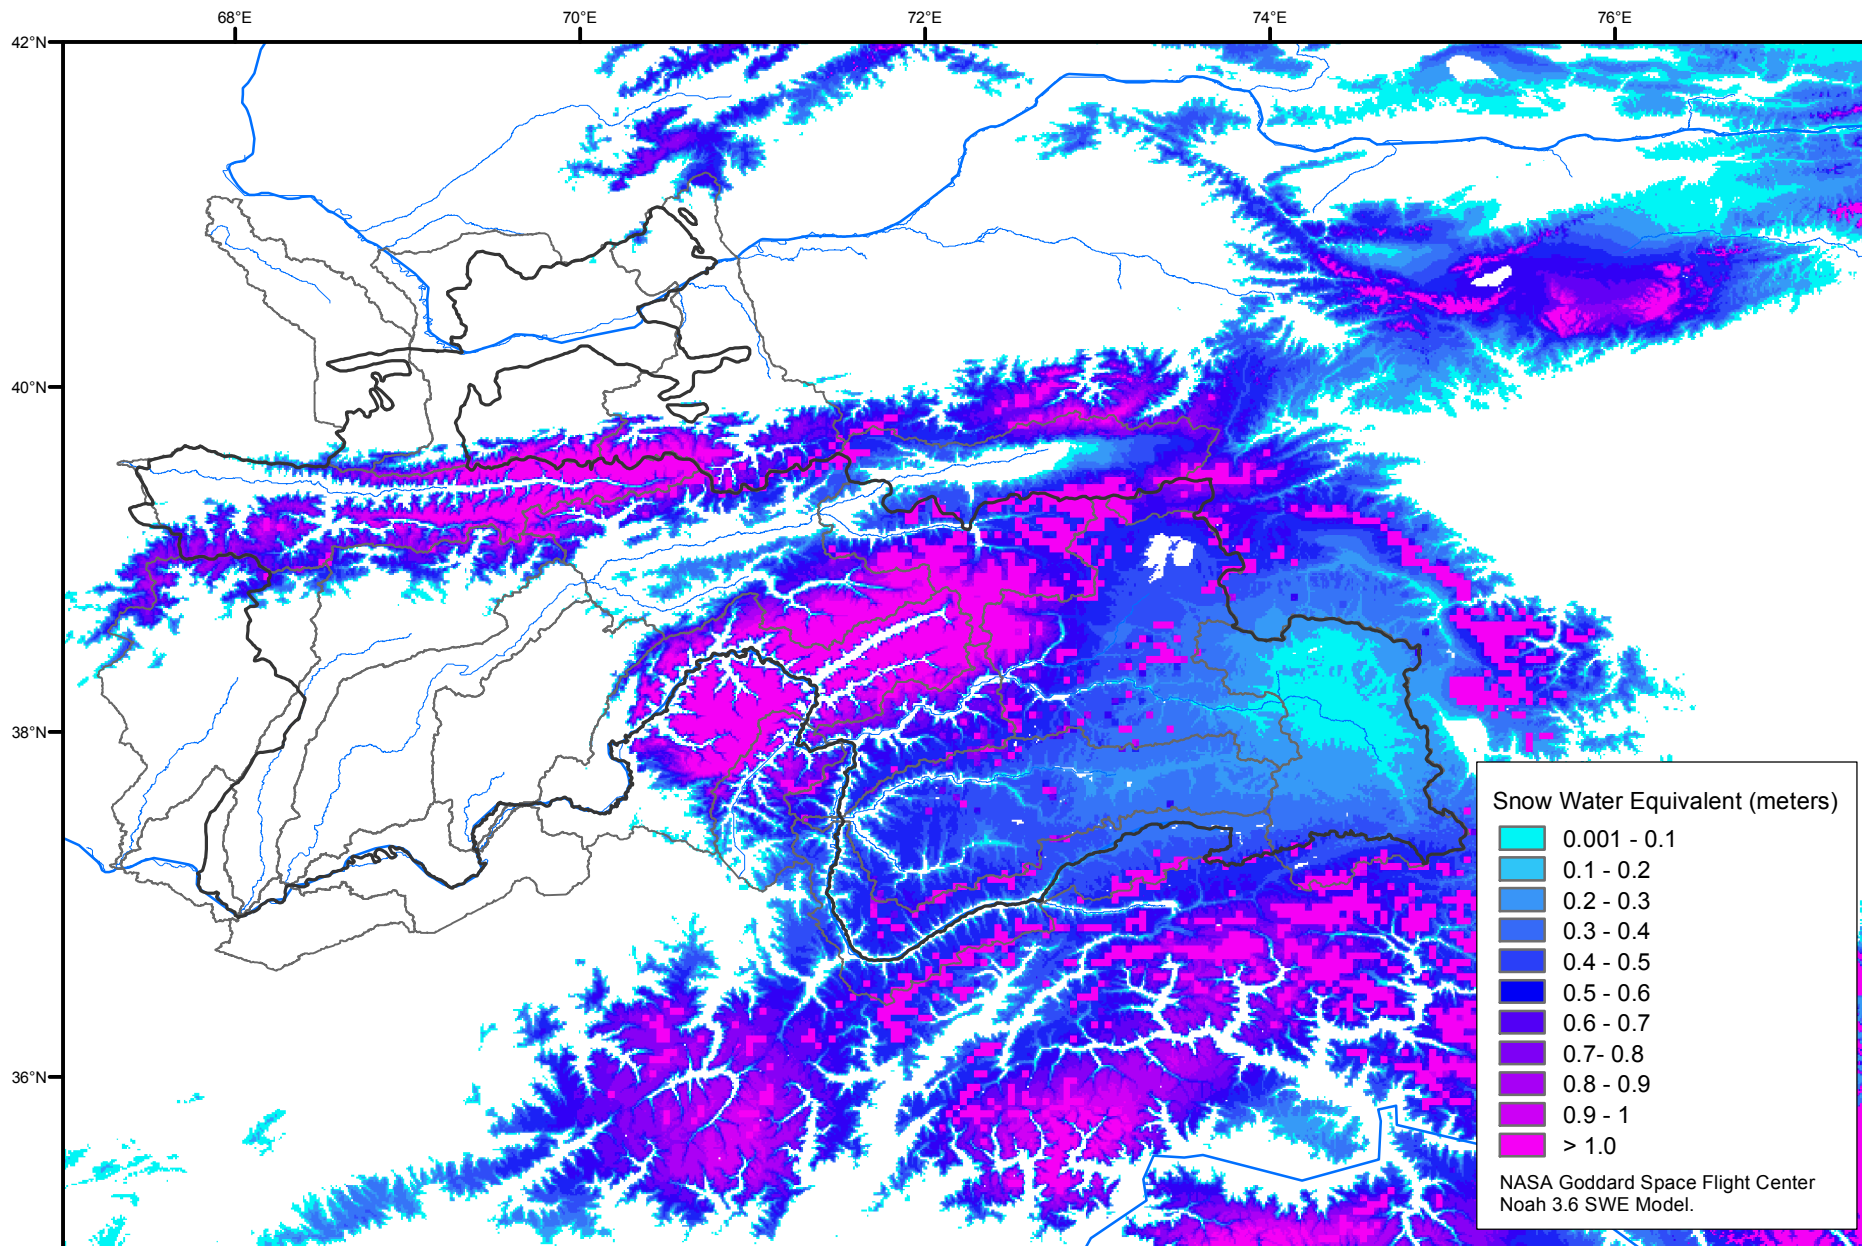 68°E
70°E
72°E
74°E
76°E
42°N
40°N
38°N
36°N
Snow Water Equivalent (meters)
0.001 - 0.1
0.1 - 0.2
0.2 - 0.3
0.3 - 0.4
0.4 - 0.5
0.5 - 0.6
0.6 - 0.7
0.7- 0.8
0.8 - 0.9
0.9 - 1
> 1.0
NASA Goddard Space Flight Center
Noah 3.6 SWE Model.